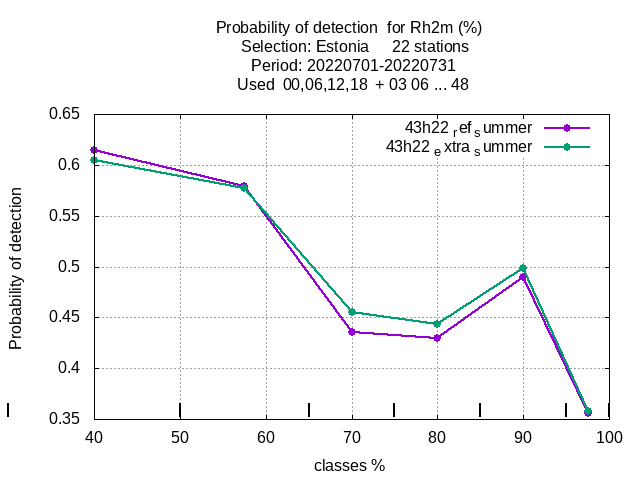 Probability of detection  for Rh2m (%)
Selection: Estonia     22 stations
Period: 20220701-20220731
Used  00,06,12,18  + 03 06 ... 48
0.65
0.6
0.55
0.5
0.45
0.4
0.35
Probability of detection
43h22 ref summer
43h22 extra summer
40 50 60 70 80 90 100
classes %